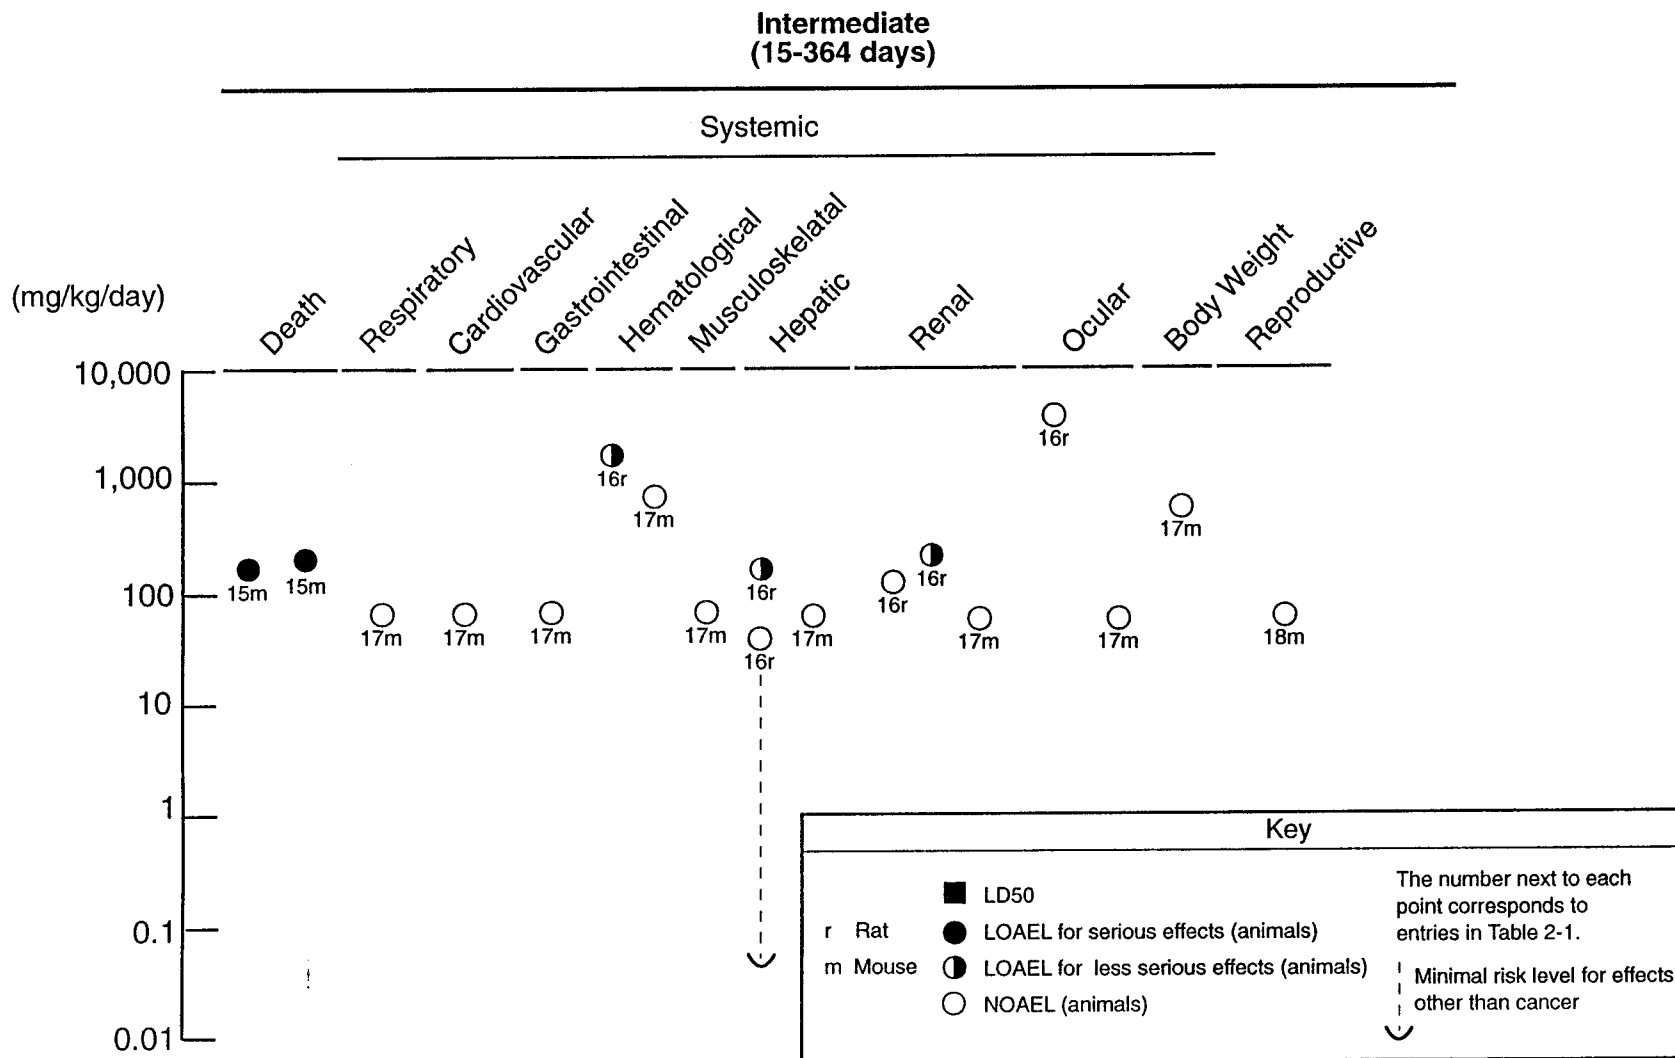 Intermediate
(15-364 days)
Systemic
(mg/kg/day)
Death
Respiratory
Cardiovascular
Gastrointestinal
Hematological
Musculoskelatal
Hepatic
Renal
Ocular
Body Weight
Reproductive
10,000
1,000
100
10
1
0.1
0.01
16r
16r
17m
17m
15m
15m
16r
16r
16r
17m
17m
17m
17m
16r
17m
17m
17m
18m
Key
LD50
r Rat
LOAEL for serious effects (animals)
m Mouse
LOAEL for less serious effects (animals)
NOAEL (animals)
The number next to each
point corresponds to
entries in Table 2-1.
Minimal risk level for effects
other than cancer